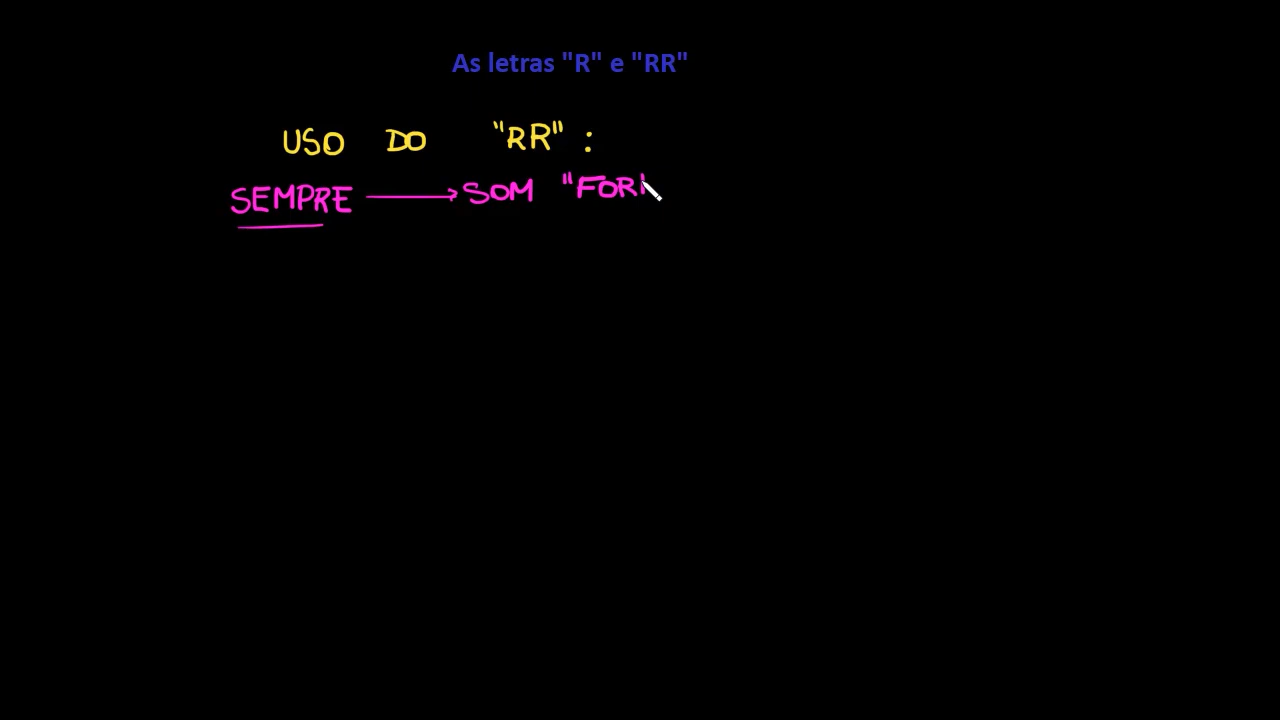 As letras "R" e "RR"
USO DO "RR" :
SEMPRE → SOM "FOR